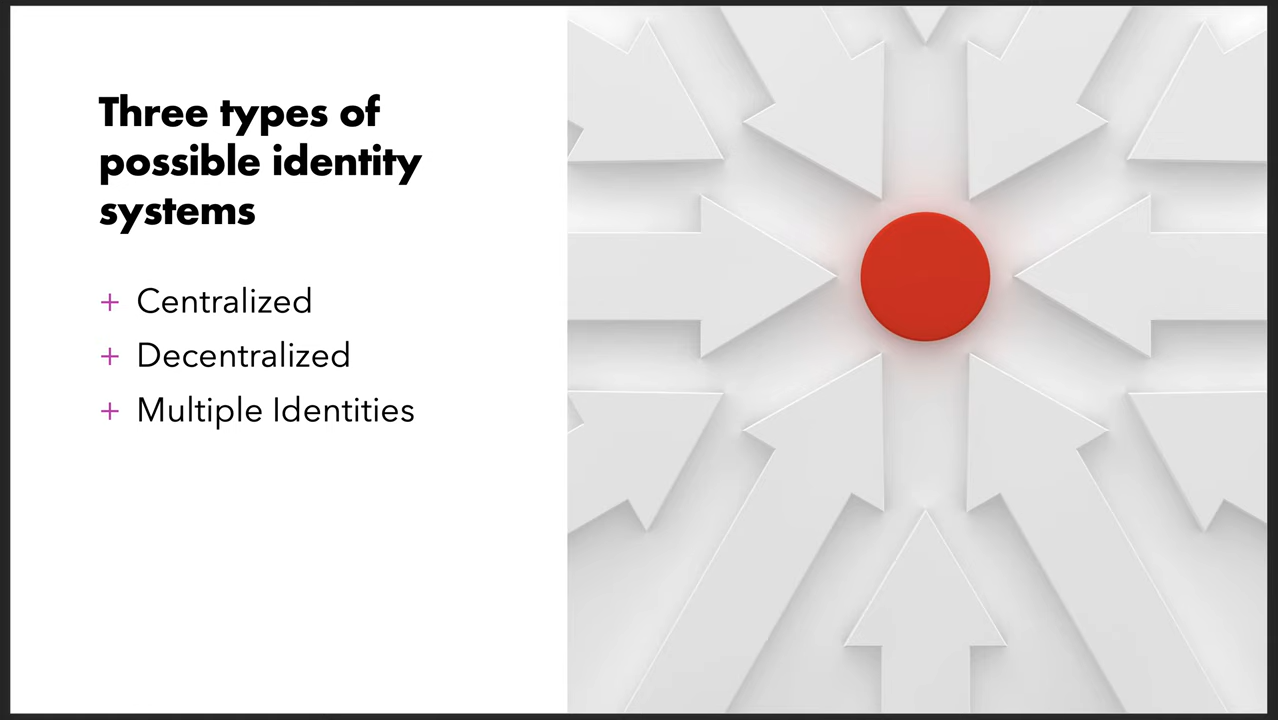 Three types of
possible identity
systems
+ Centralized
+ Decentralized
+ Multiple Identities